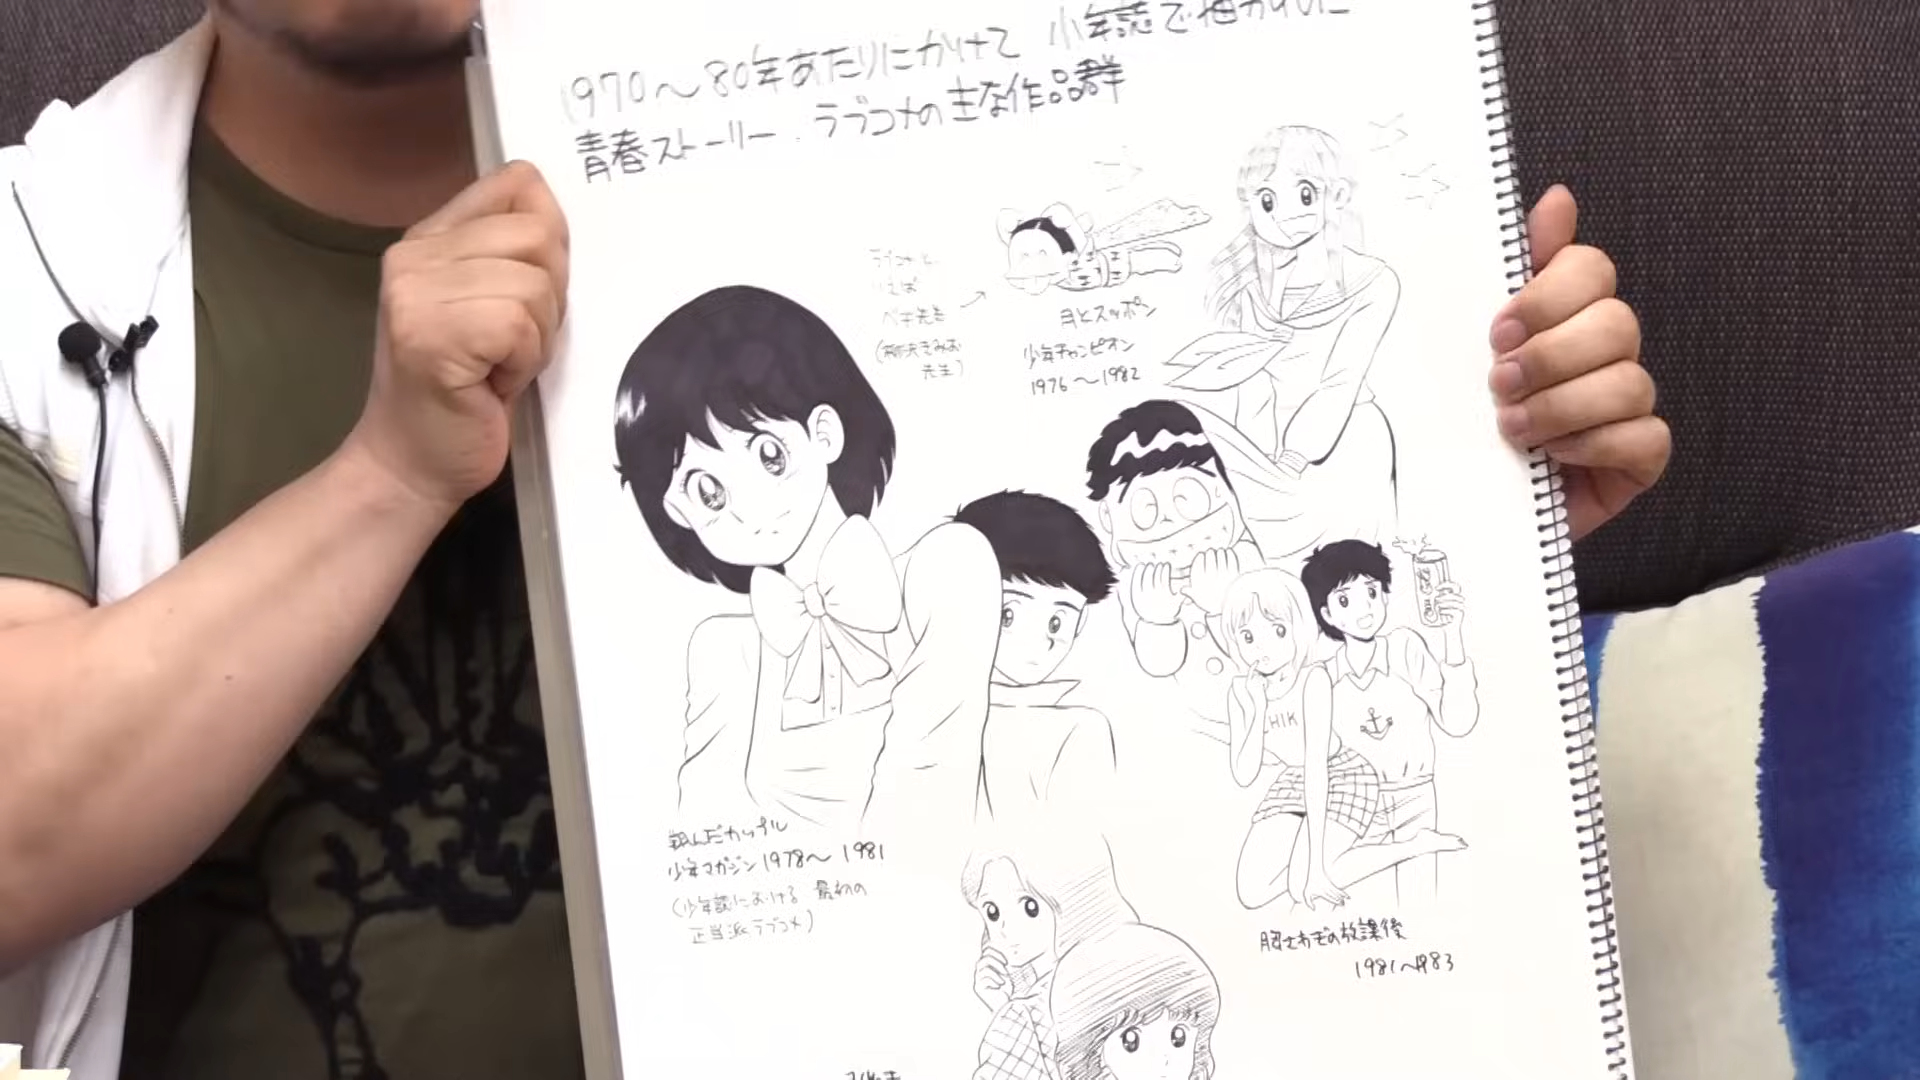 1970～80年あたりにかけて 少年誌で描かれた
青春ストーリー．ラブコメの主な作品群
ラブコメと
いえば
先生
(柳沢きみお
先生)
月とスッポン
少年チャンピオン
1976～1982
HIK
翔んだカップル
少年マガジン 1978～1981
(少年誌における 最初の
正当派ラブコメ)
胸さわぎの放課後
1981～1983